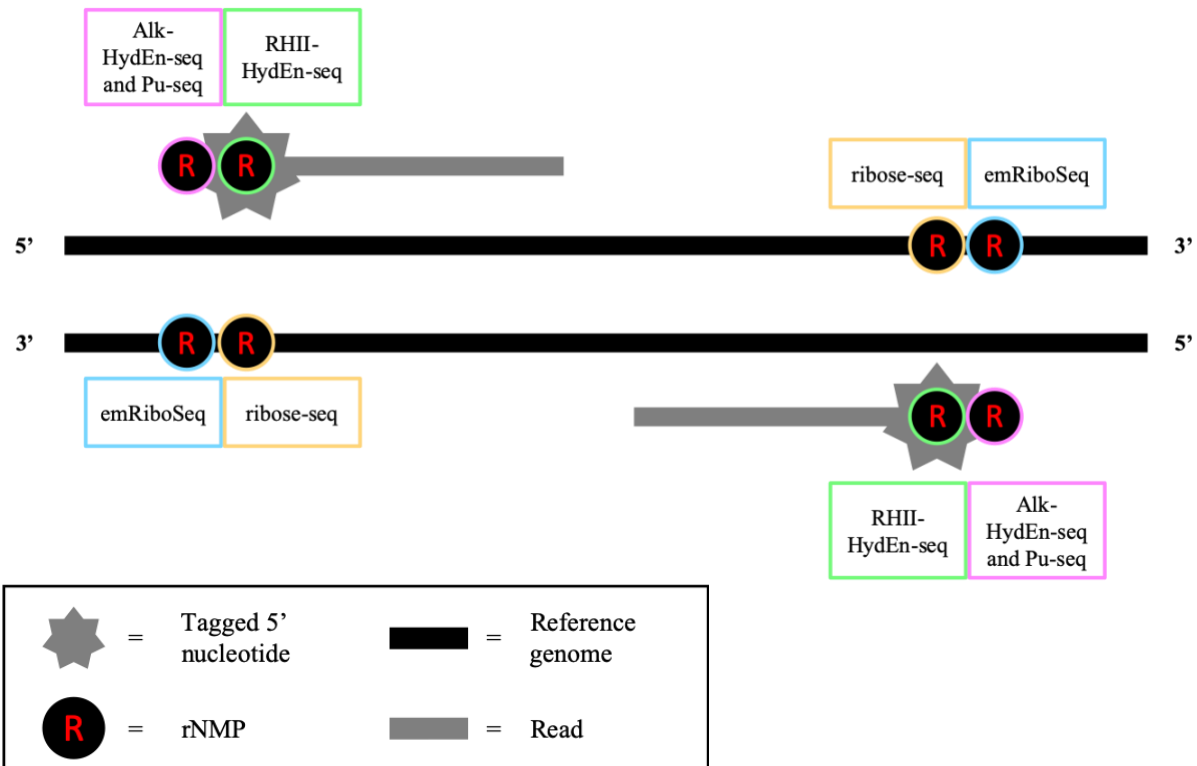 Alk-
HydEn-seq
and Pu-seq
RHII-
HydEn-seq
R R
ribose-seq emRiboSeq
5’ R R 3’
3’ R R 5’
emRiboSeq ribose-seq
R R
RHII-
HydEn-seq
Alk-
HydEn-seq
and Pu-seq
= Tagged 5’
nucleotide
= Reference
genome
R = rNMP
= Read